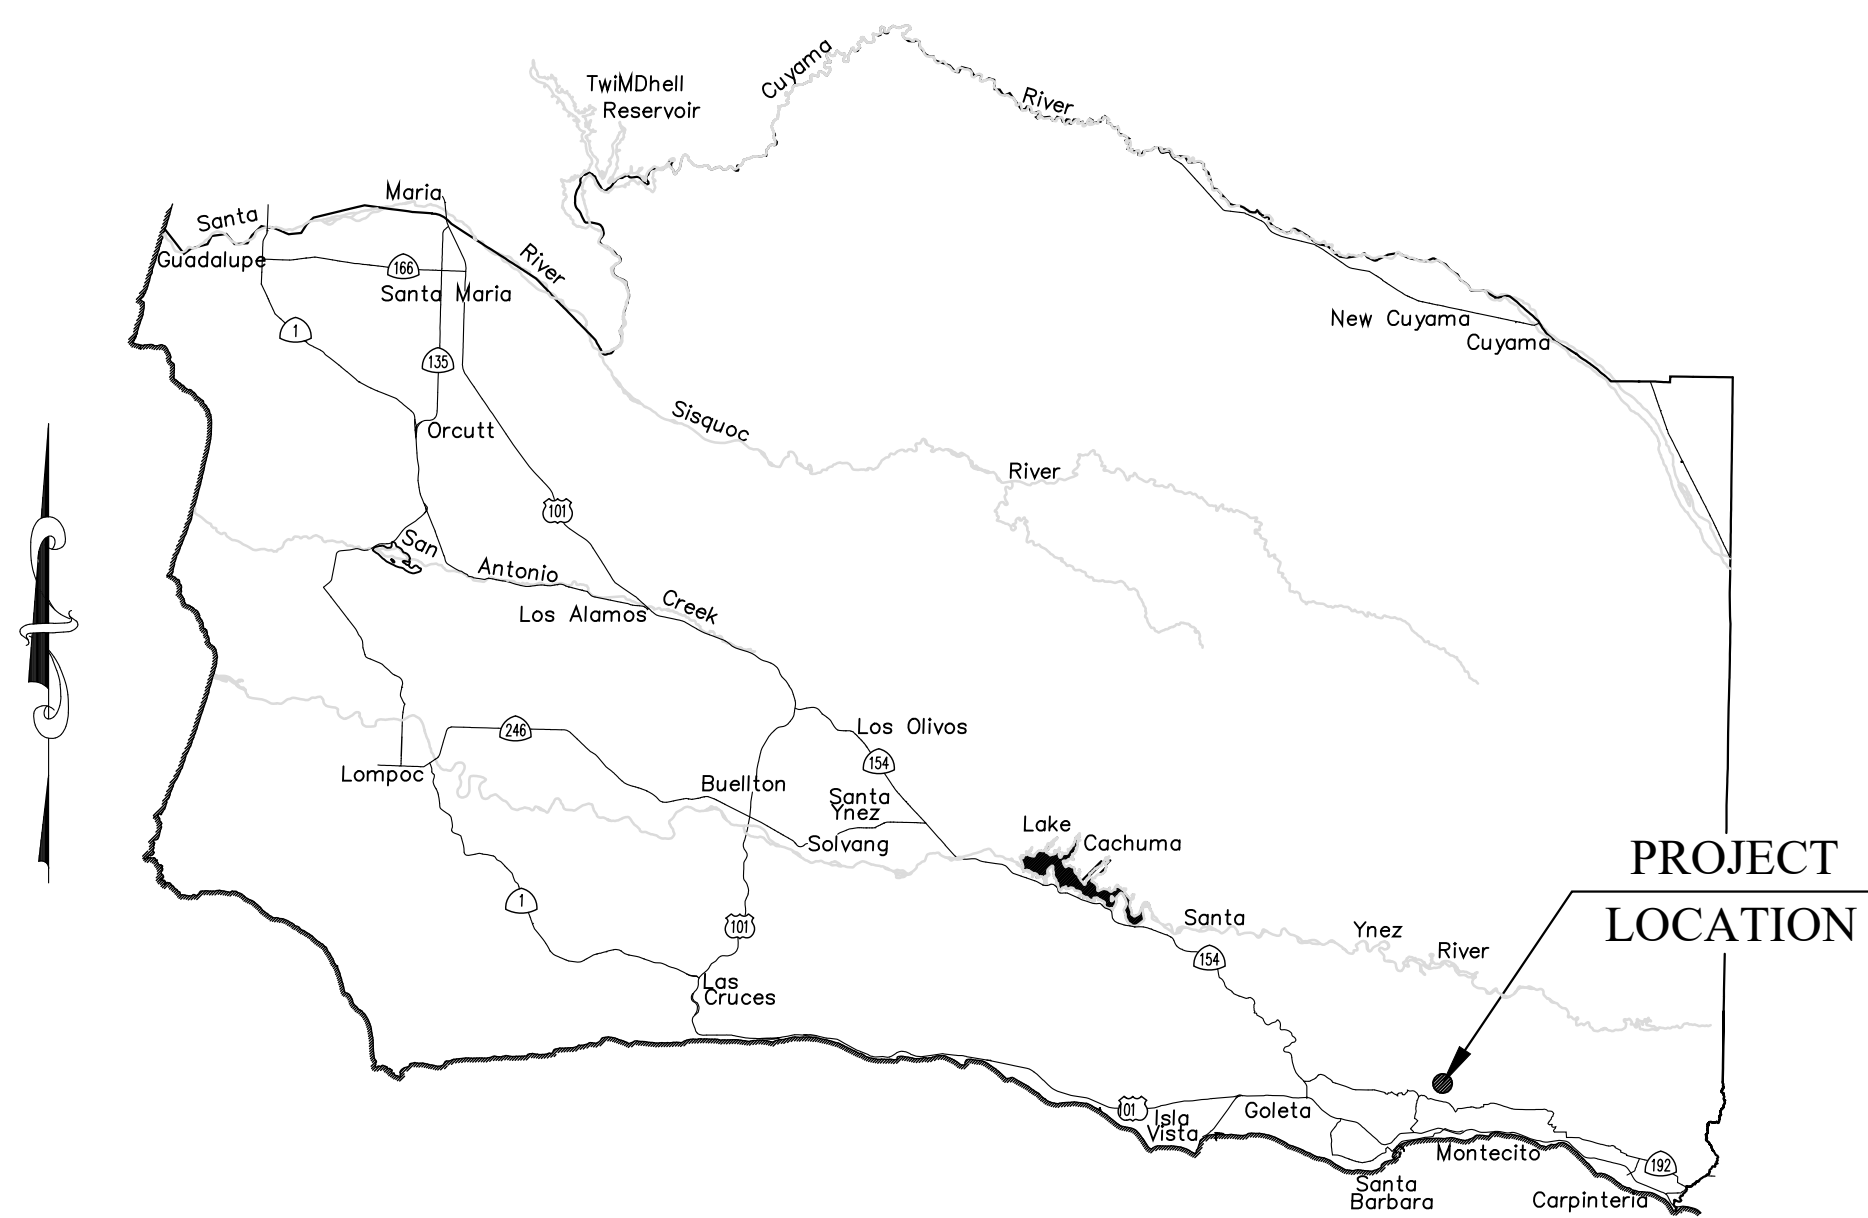 Cuyama
TwiMDhell
Reservoir
River
Maria
Santa
River
Guadalupe
166
Santa Maria
1
New Cuyama
Cuyama
135
Sisquoc
Orcutt
River
101
San
Antonio
Creek
Los Alamos
246
Los Olivos
154
Lompoc
Buellton
Santa
Ynez
Solvang
Lake
Cachuma
PROJECT
LOCATION
1
101
Santa
Ynez
River
154
Las
Cruces
101
Isla
Vista
Goleta
Montecito
192
Santa
Barbara
Carpinteria